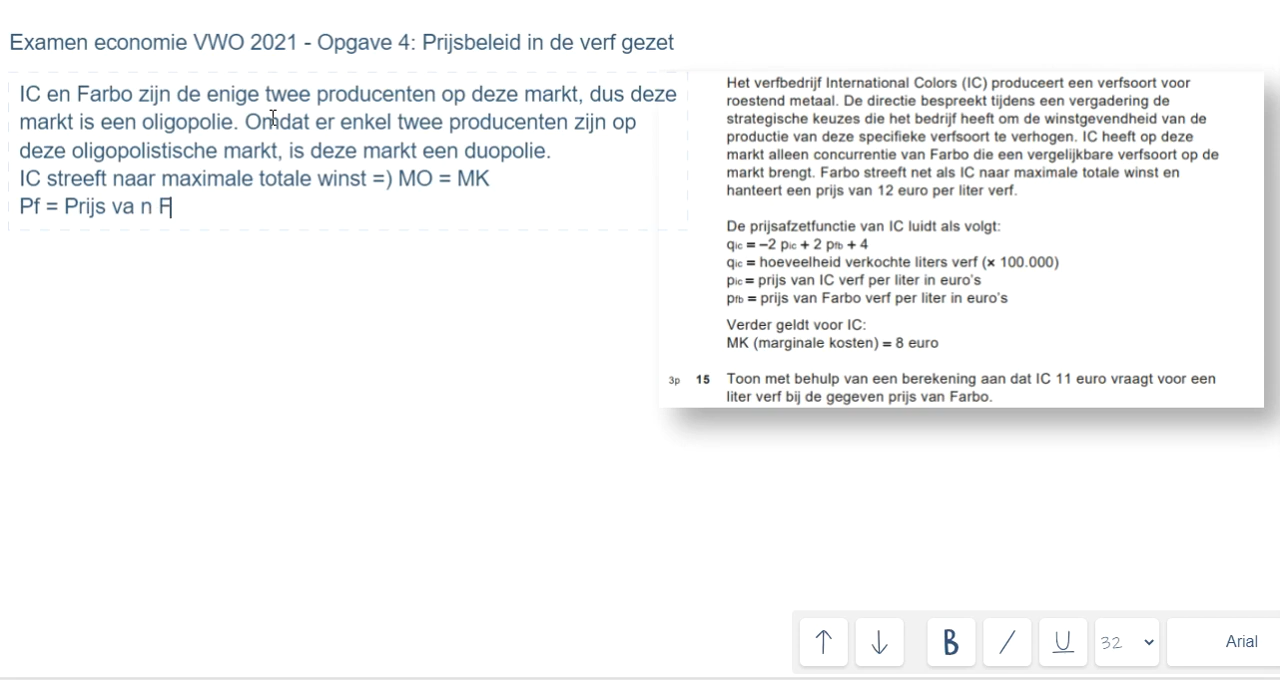 Examen economie VWO 2021 - Opgave 4: Prijsbeleid in de verf gezet
IC en Farbo zijn de enige twee producenten op deze markt, dus deze
markt is een oligopolie. Omdat er enkel twee producenten zijn op
deze oligopolistische markt, is deze markt een duopolie.
IC streeft naar maximale totale winst =) MO = MK
Pf = Prijs va n F
Het verfbedrijf International Colors (IC) produceert een verfsoort voor
roestend metaal. De directie bespreekt tijdens een vergadering de
strategische keuzes die het bedrijf heeft om de winstgevendheid van de
productie van deze specifieke verfsoort te verhogen. IC heeft op deze
markt alleen concurrentie van Farbo die een vergelijkbare verfsoort op de
markt brengt. Farbo streeft net als IC naar maximale totale winst en
hanteert een prijs van 12 euro per liter verf.
De prijsafzetfunctie van IC luidt als volgt:
qic = −2 pic + 2 pfb + 4
qic = hoeveelheid verkochte liters verf (× 100.000)
pic = prijs van IC verf per liter in euro's
pfb = prijs van Farbo verf per liter in euro's
Verder geldt voor IC:
MK (marginale kosten) = 8 euro
3p 15 Toon met behulp van een berekening aan dat IC 11 euro vraagt voor een
liter verf bij de gegeven prijs van Farbo.
↑ ↓ B / U 32 Arial